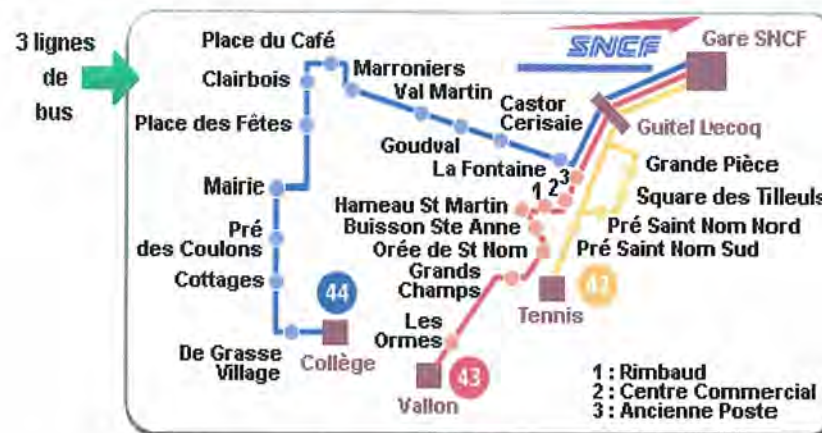 3 lignes
de
bus
Place du Café
SNCF
Gare SNCF
Clairbois
Marroniers
Val Martin
Castor
Cerisaie
Place des Fêtes
Guitel Lecoq
Goudval
La Fontaine
Grande Pièce
1 2 3
Mairie
Hameau St Martin
Square des Tilleuls
Buisson Ste Anne
Pré Saint Nom Nord
Pré
des Coulons
Orée de St Nom
Pré Saint Nom Sud
Cottages
Grands
Champs
44
42
Tennis
Les
Ormes
De Grasse
Village
Collège
43
Vallon
1 : Rimbaud
2 : Centre Commercial
3 : Ancienne Poste